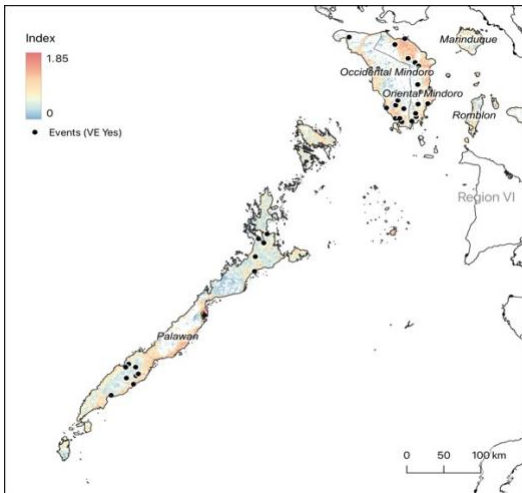 Index
1.85
0
Events (VE Yes)
Marinduque
Occidental Mindoro
Oriental Mindoro
Romblon
Region VI
Palawan
0 50 100 km